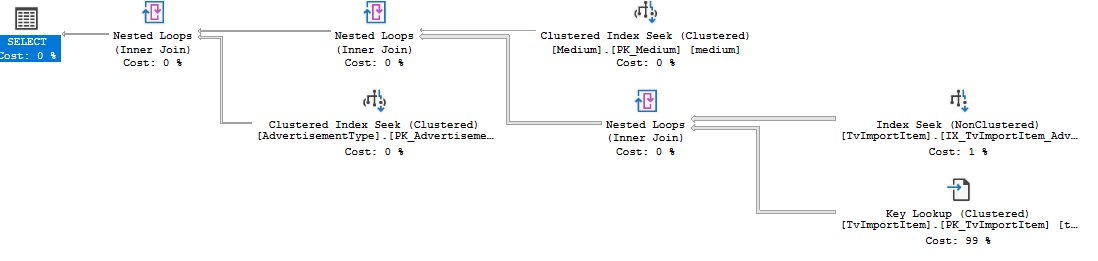 SELECT
Cost: 0 %
Nested Loops
(Inner Join)
Cost: 0 %
Nested Loops
(Inner Join)
Cost: 0 %
Clustered Index Seek (Clustered)
[Medium].[PK_Medium] [medium]
Cost: 0 %
Clustered Index Seek (Clustered)
[AdvertisementType].[PK_Advertiseme…
Cost: 0 %
Nested Loops
(Inner Join)
Cost: 0 %
Index Seek (NonClustered)
[TvImportItem].[IX_TvImportItem_Adv…
Cost: 1 %
Key Lookup (Clustered)
[TvImportItem].[PK_TvImportItem] [t…
Cost: 99 %